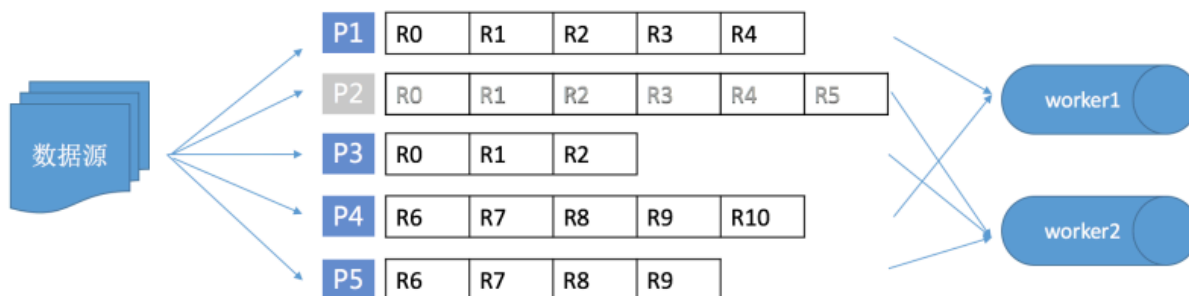 P1 R0 R1 R2 R3 R4
P2 R0 R1 R2 R3 R4 R5
worker1
数据源
P3 R0 R1 R2
P4 R6 R7 R8 R9 R10
worker2
P5 R6 R7 R8 R9